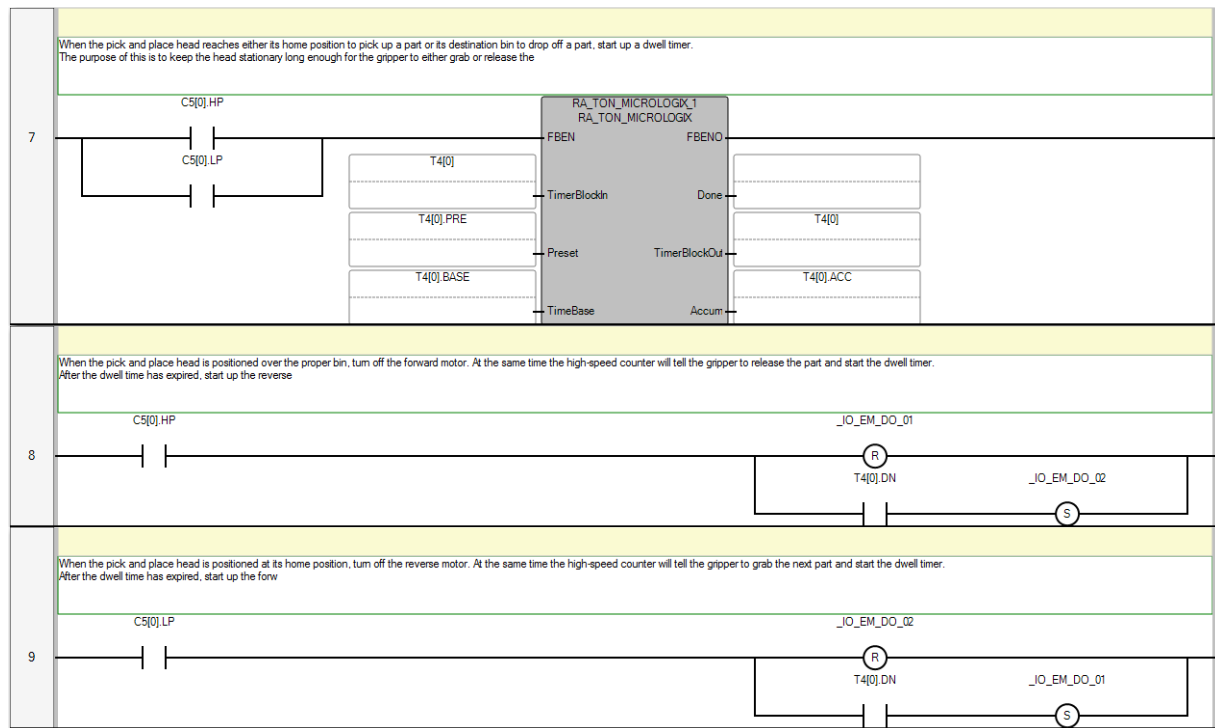 When the pick and place head reaches either its home position to pick up a part or its destination bin to drop off a part, start up a dwell timer.
The purpose of this is to keep the head stationary long enough for the gripper to either grab or release the
C5[0].HP
RA_TON_MICROLOGIX_1
RA_TON_MICROLOGIX
7
FBEN FBENO
C5[0].LP
T4[0]
TimerBlockIn Done
T4[0].PRE T4[0]
Preset TimerBlockOut
T4[0].BASE T4[0].ACC
TimeBase Accum
When the pick and place head is positioned over the proper bin, turn off the forward motor. At the same time the high-speed counter will tell the gripper to release the part and start the dwell timer.
After the dwell time has expired, start up the reverse
C5[0].HP _IO_EM_DO_01
8 R
T4[0].DN _IO_EM_DO_02
S
When the pick and place head is positioned at its home position, turn off the reverse motor. At the same time the high-speed counter will tell the gripper to grab the next part and start the dwell timer.
After the dwell time has expired, start up the forw
C5[0].LP _IO_EM_DO_02
9 R
T4[0].DN _IO_EM_DO_01
S